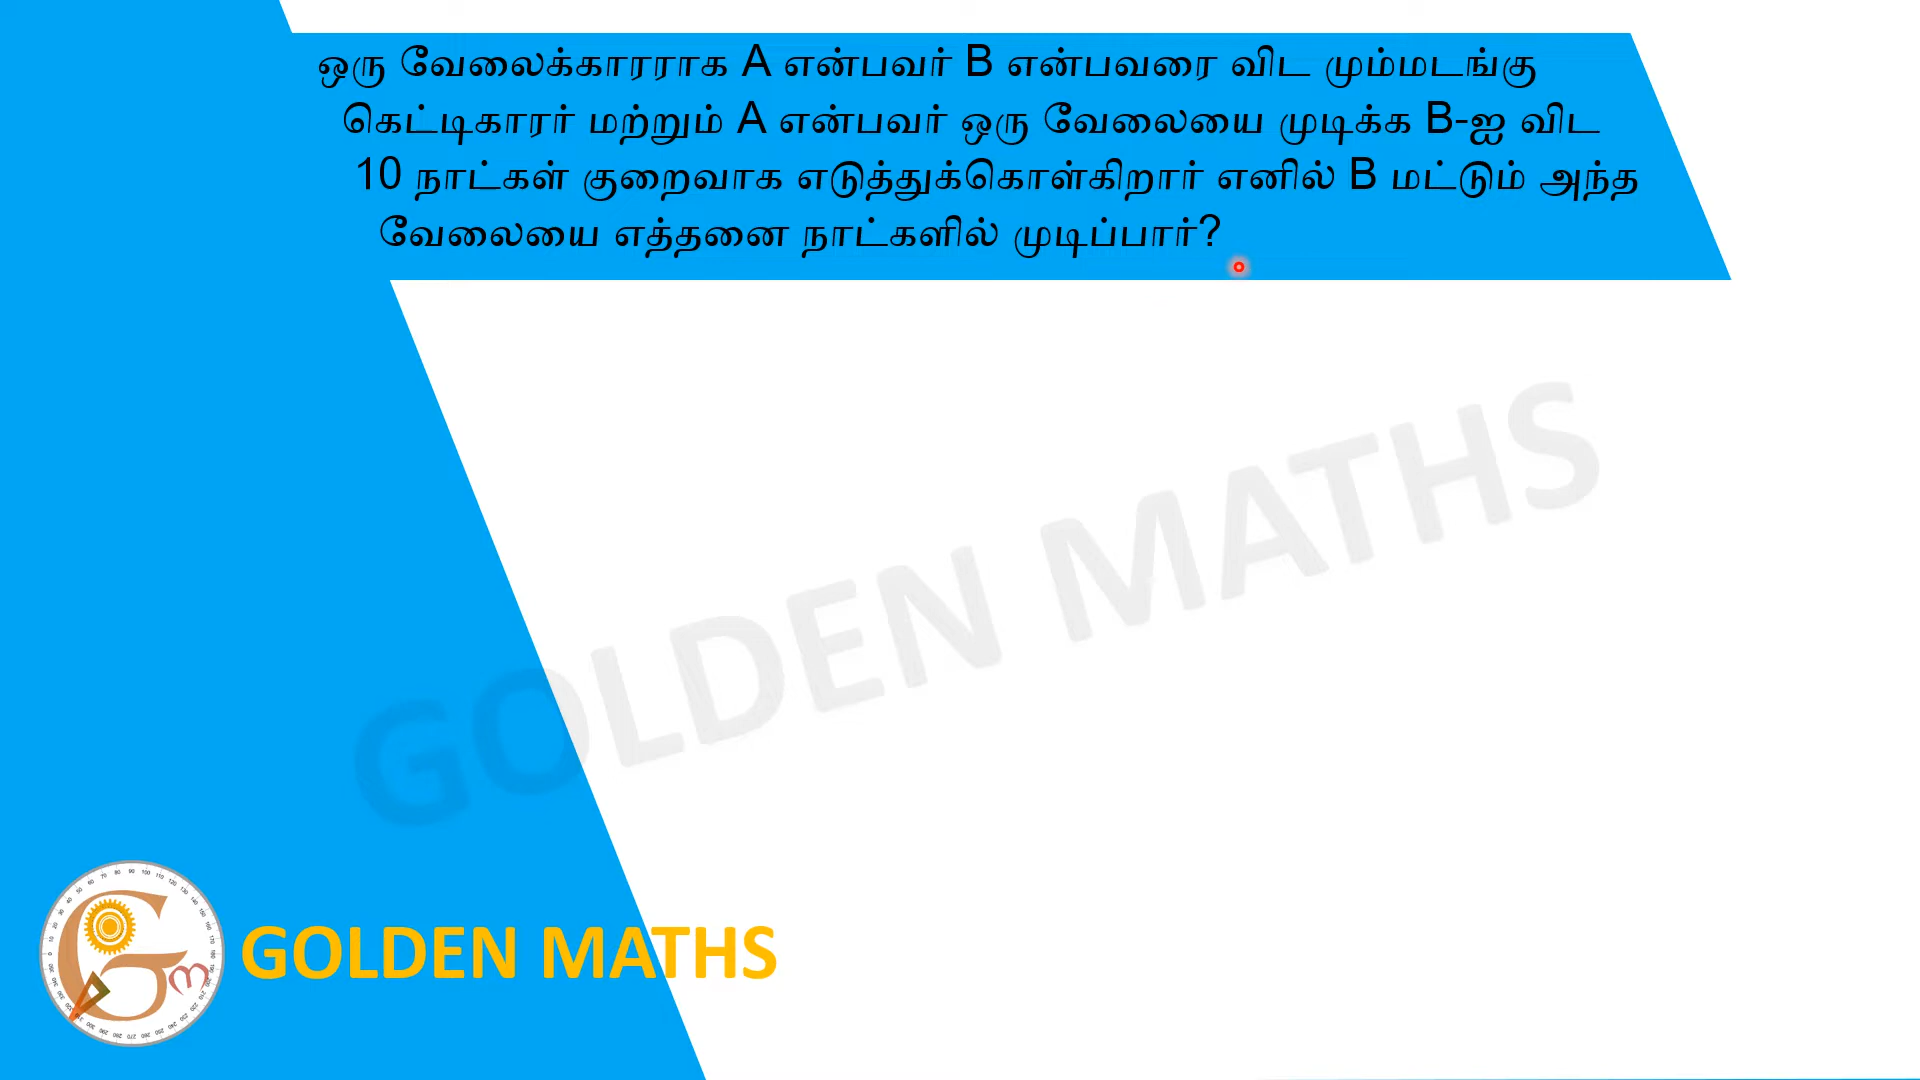 ஒரு வேலைக்காரராக A என்பவர் B என்பவரை விட மும்மடங்கு
கெட்டிகாரர் மற்றும் A என்பவர் ஒரு வேலையை முடிக்க B-ஐ விட
10 நாட்கள் குறைவாக எடுத்துக்கொள்கிறார் எனில் B மட்டும் அந்த
வேலையை எத்தனை நாட்களில் முடிப்பார்?
GOLDEN MATHS
GOLDEN MATHS